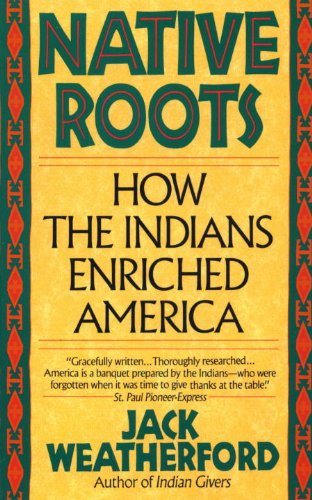 NATIVE
ROOTS
HOW
THE INDIANS
ENRICHED
AMERICA
"Gracefully written...Thoroughly researched...
America is a banquet prepared by the Indians—who were
forgotten when it was time to give thanks at the table."
St. Paul Pioneer-Express
JACK
WEATHERFORD
Author of Indian Givers